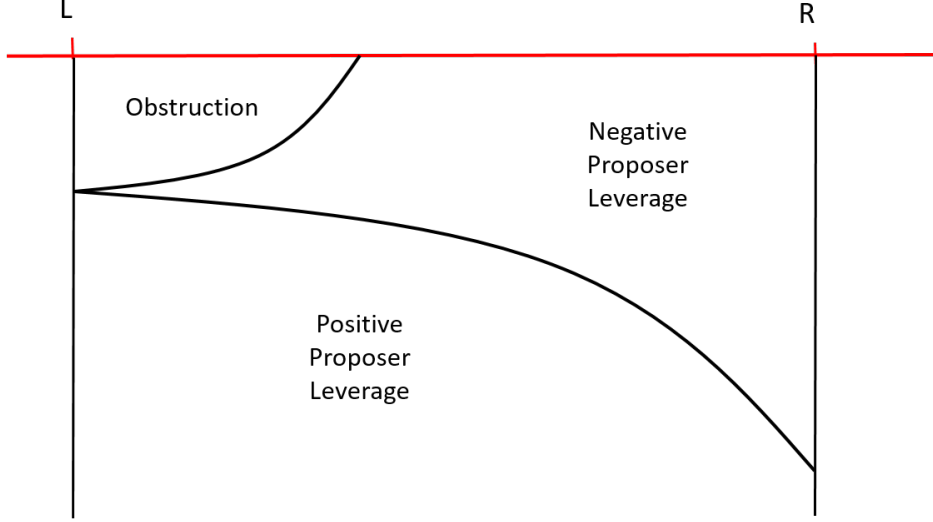 L
R
Obstruction
Negative
Proposer
Leverage
Positive
Proposer
Leverage